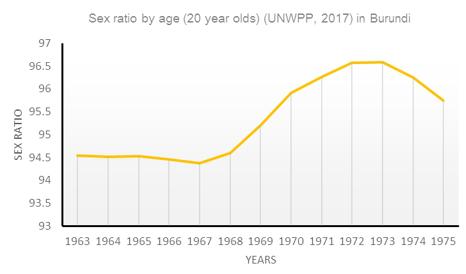 Sex ratio by age (20 year olds) (UNWPP, 2017) in Burundi
97
96.5
96
95.5
95
94.5
94
93.5
93
SEX RATIO
1963 1964 1965 1966 1967 1968 1969 1970 1971 1972 1973 1974 1975
YEARS